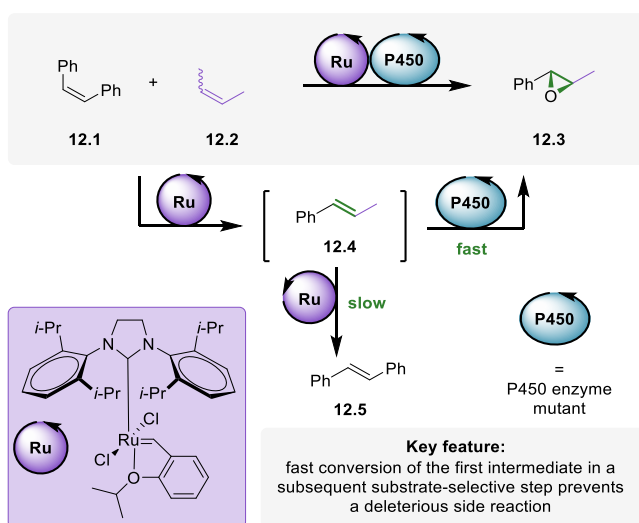 Ph
Ph
+
Ru
P450
Ph
O
12.1
12.2
12.3
Ru
Ph
12.4
P450
fast
Ru
slow
Ph
Ph
12.5
P450
=
P450 enzyme
mutant
i-Pr
i-Pr
N
N
i-Pr
i-Pr
Cl
Ru
Cl
O
Ru
Key feature:
fast conversion of the first intermediate in a
subsequent substrate-selective step prevents
a deleterious side reaction